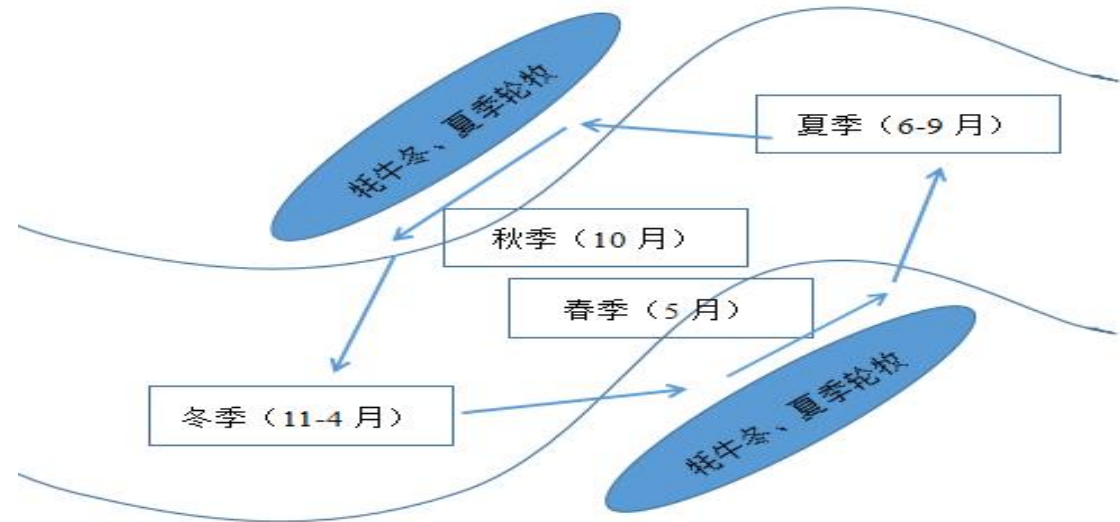 牦牛冬、夏季轮牧
夏季（6-9 月）
秋季（10 月）
春季（5 月）
冬季（11-4 月）
牦牛冬、夏季轮牧